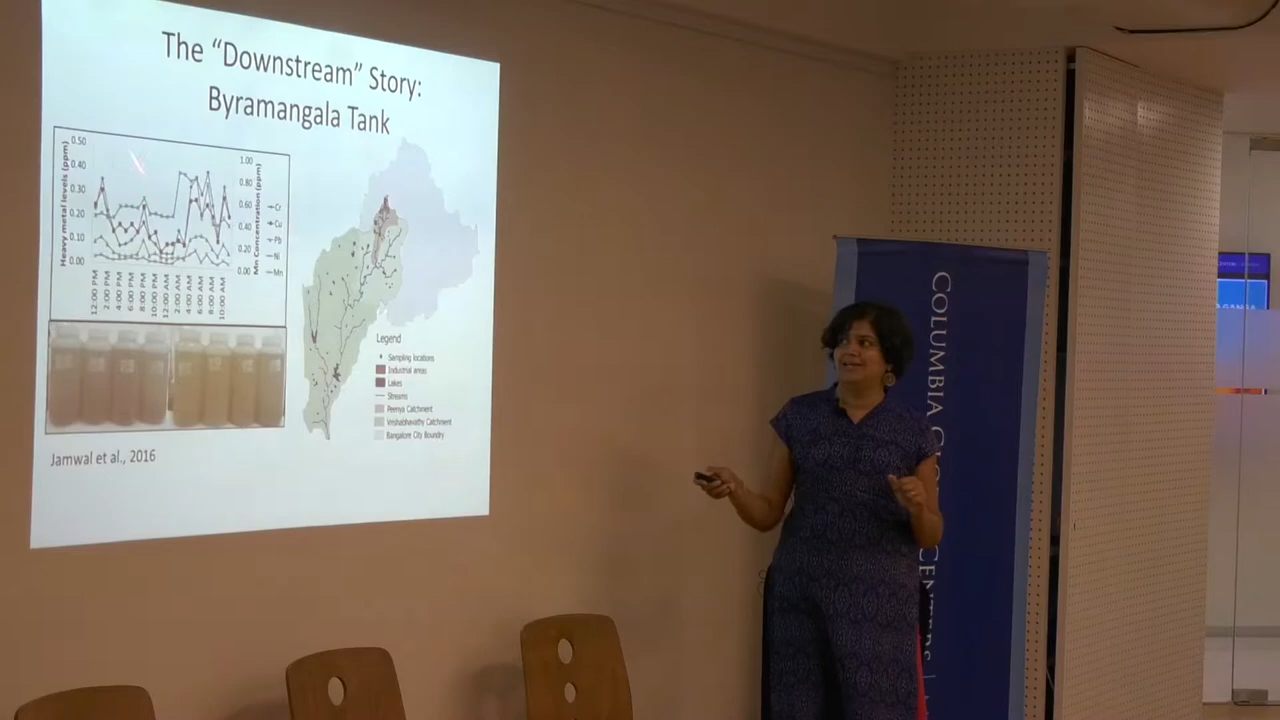 The “Downstream” Story:
Byramangala Tank
Heavy metal levels (ppm)
0.50
0.40
0.30
0.20
0.10
0.00
1.00
0.80
0.60
0.40
0.20
0.00
Mn Concentration (ppm)
Cr
Cu
Pb
Ni
Mn
12:00 PM
2:00 PM
4:00 PM
6:00 PM
8:00 PM
10:00 PM
12:00 AM
2:00 AM
4:00 AM
6:00 AM
8:00 AM
10:00 AM
Legend
Sampling locations
Industrial areas
Lakes
Streams
Peenya Catchment
Vrishabhavathy Catchment
Bangalore City Boundry
Jamwal et al., 2016
COLUMBIA
CENTERS |